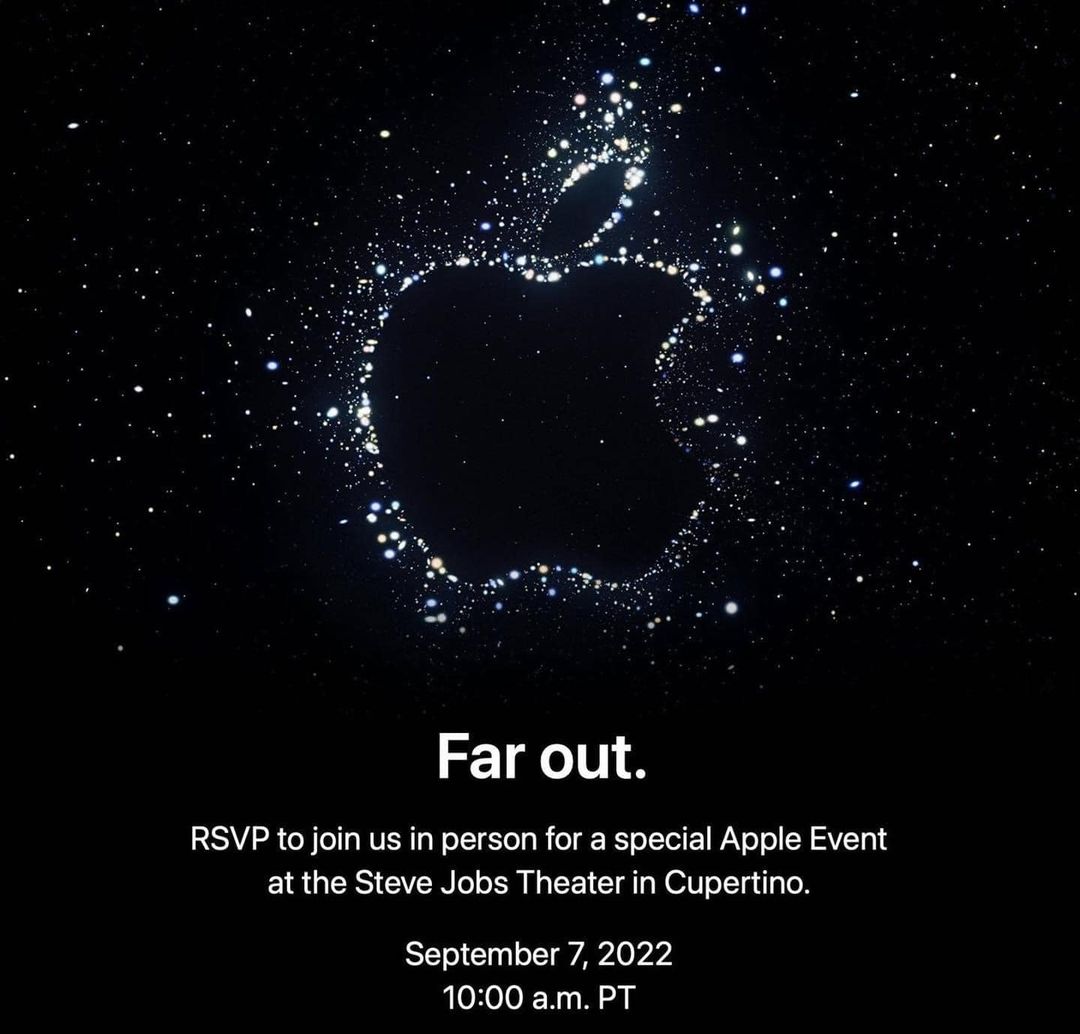 Far out.
RSVP to join us in person for a special Apple Event
at the Steve Jobs Theater in Cupertino.
September 7, 2022
10:00 a.m. PT